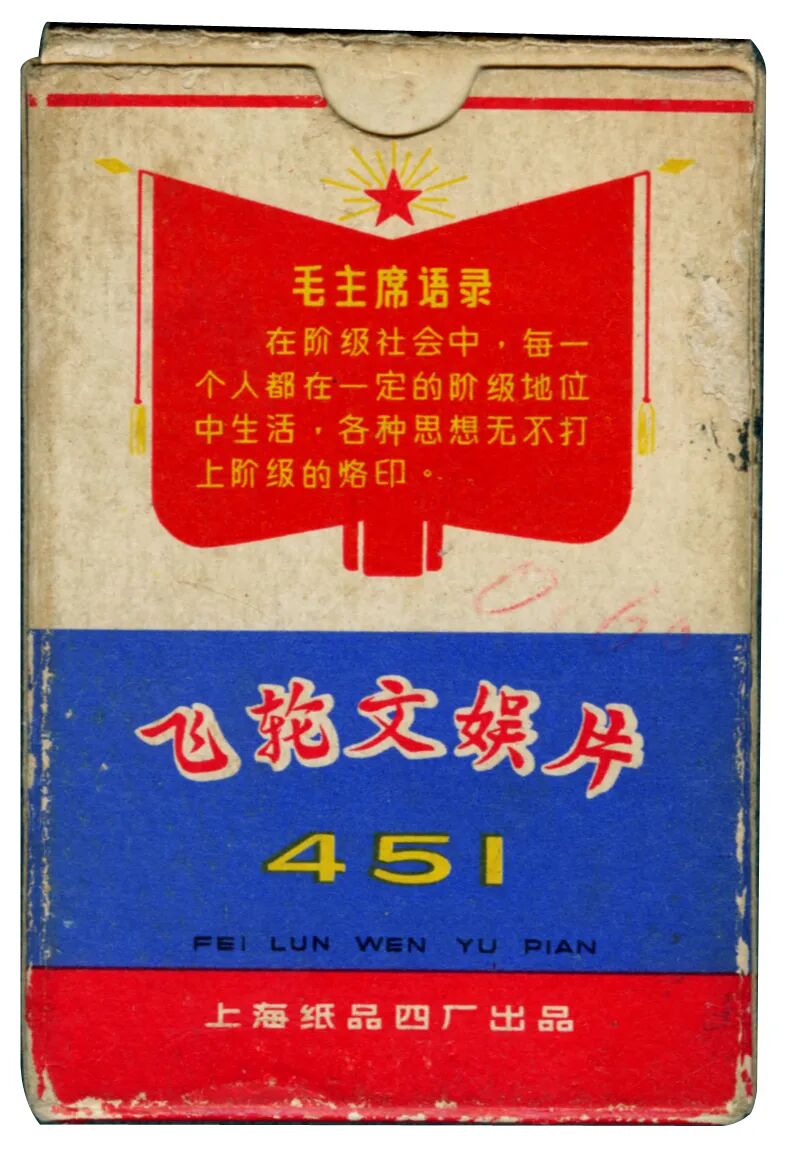 毛主席语录
在阶级社会中，每一
个人都在一定的阶级地位
中生活，各种思想无不打
上阶级的烙印。
0.60
飞轮文娱片
451
FEI LUN WEN YU PIAN
上海纸品四厂出品